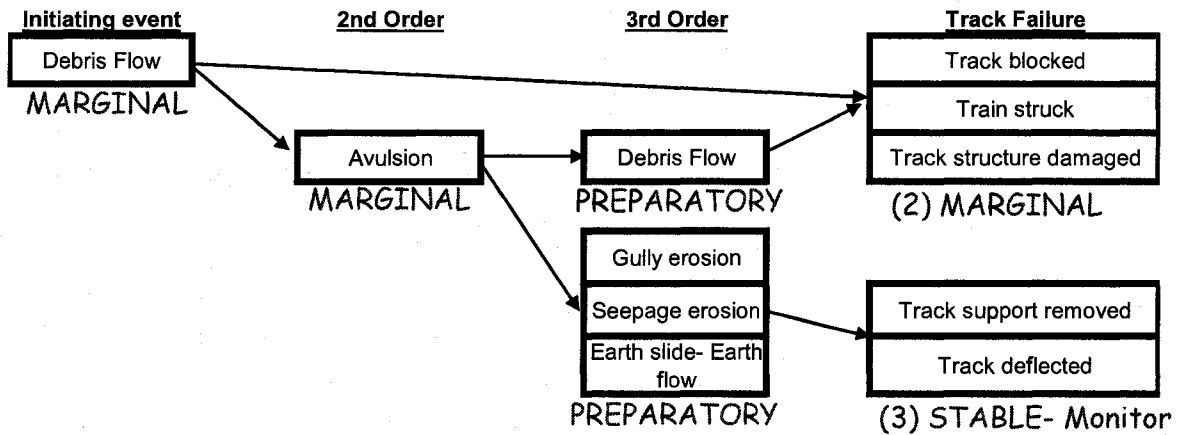 Initiating event 2nd Order 3rd Order Track Failure
Debris Flow
MARGINAL
Avulsion
MARGINAL
Debris Flow
PREPARATORY
Gully erosion
Seepage erosion
Earth slide- Earth
flow
PREPARATORY
Track blocked
Train struck
Track structure damaged
(2) MARGINAL
Track support removed
Track deflected
(3) STABLE- Monitor